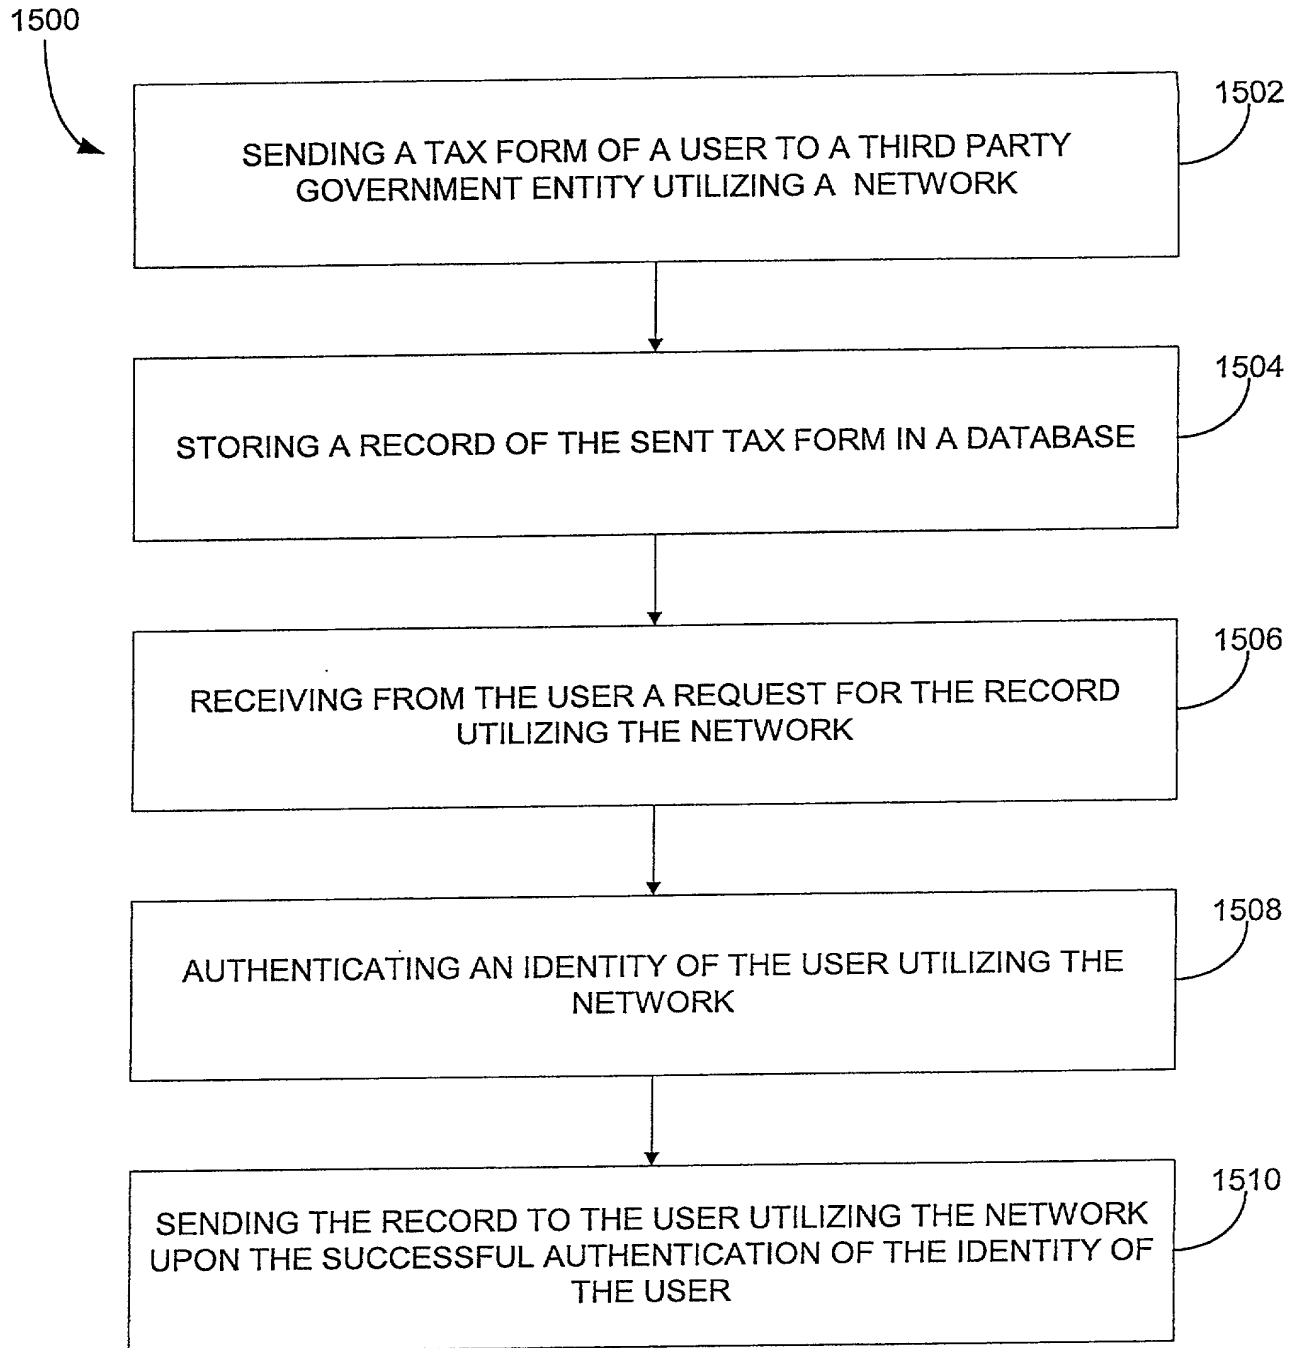 1500
1502
SENDING A TAX FORM OF A USER TO A THIRD PARTY
GOVERNMENT ENTITY UTILIZING A NETWORK
1504
STORING A RECORD OF THE SENT TAX FORM IN A DATABASE
1506
RECEIVING FROM THE USER A REQUEST FOR THE RECORD
UTILIZING THE NETWORK
1508
AUTHENTICATING AN IDENTITY OF THE USER UTILIZING THE
NETWORK
1510
SENDING THE RECORD TO THE USER UTILIZING THE NETWORK
UPON THE SUCCESSFUL AUTHENTICATION OF THE IDENTITY OF
THE USER